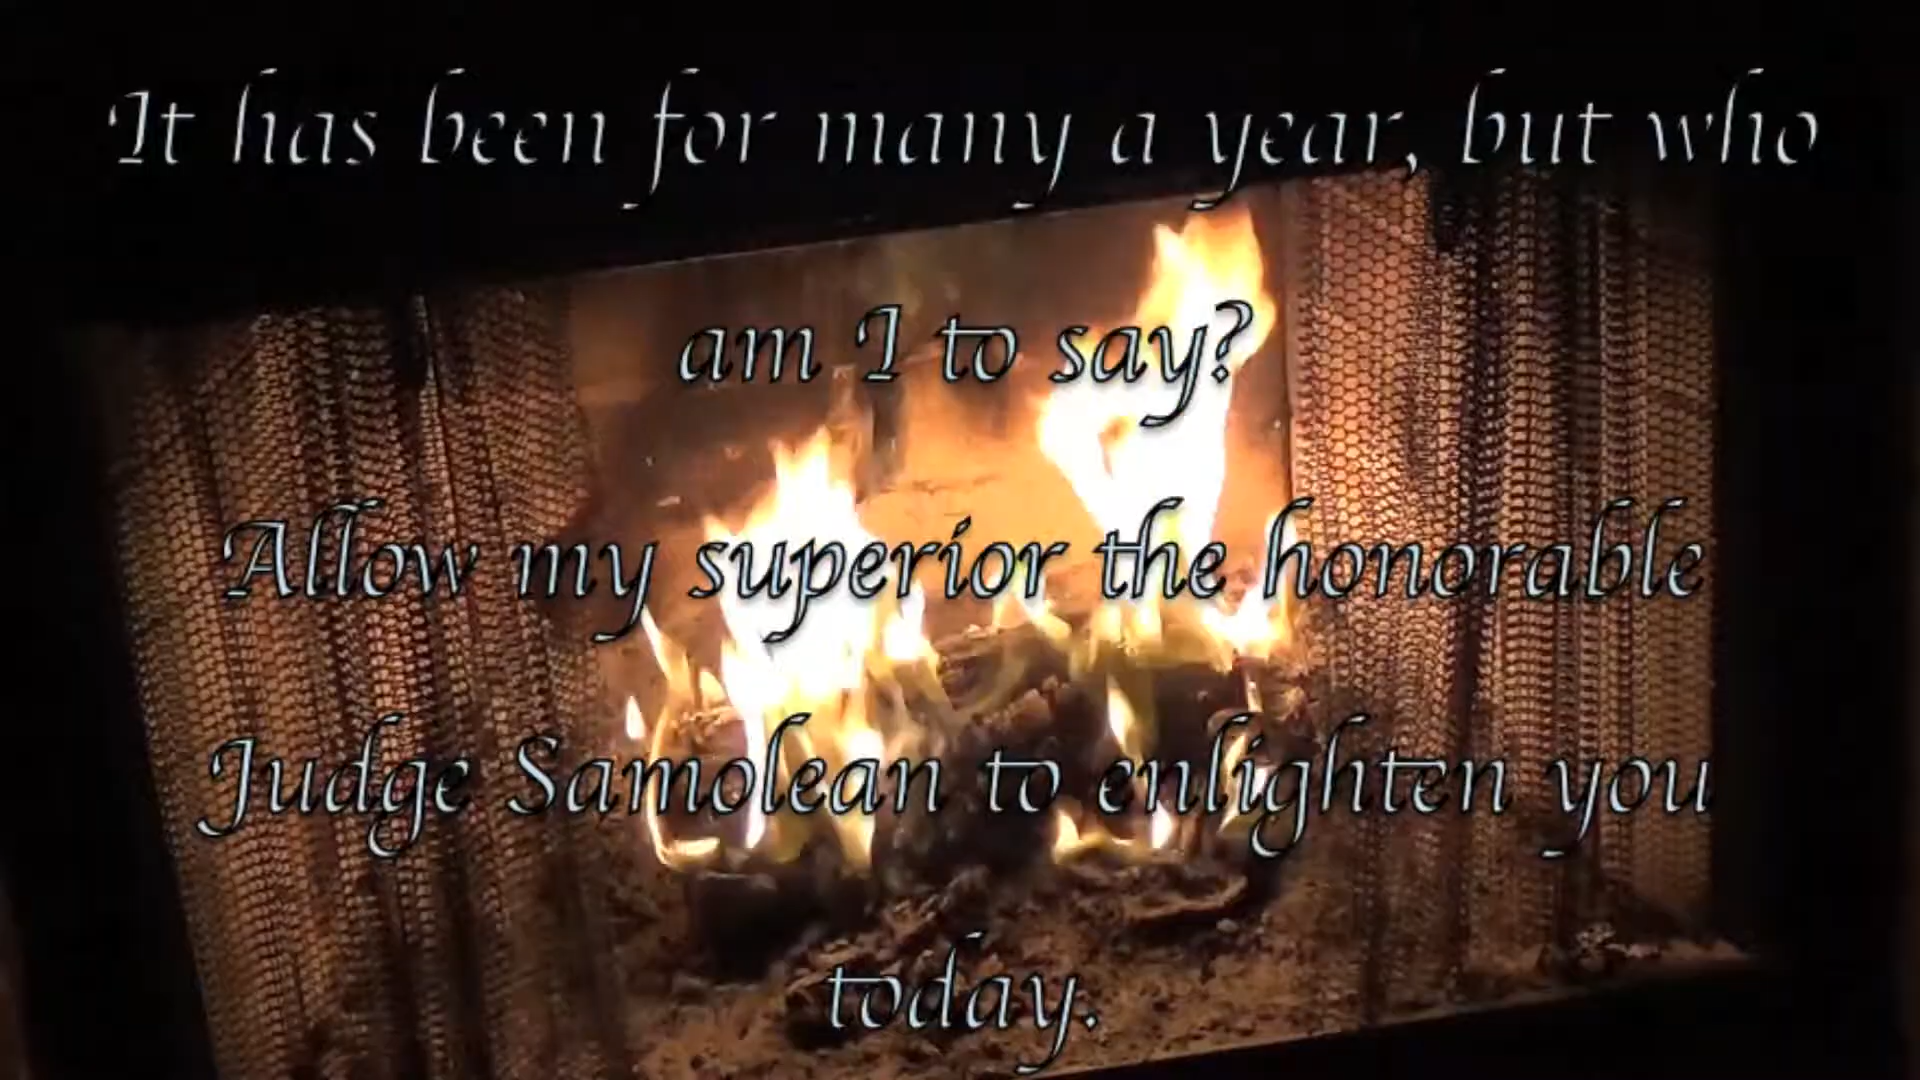 It has been for many a year, but who
am I to say?
Allow my superior the honorable
Judge Samolean to enlighten you
today.